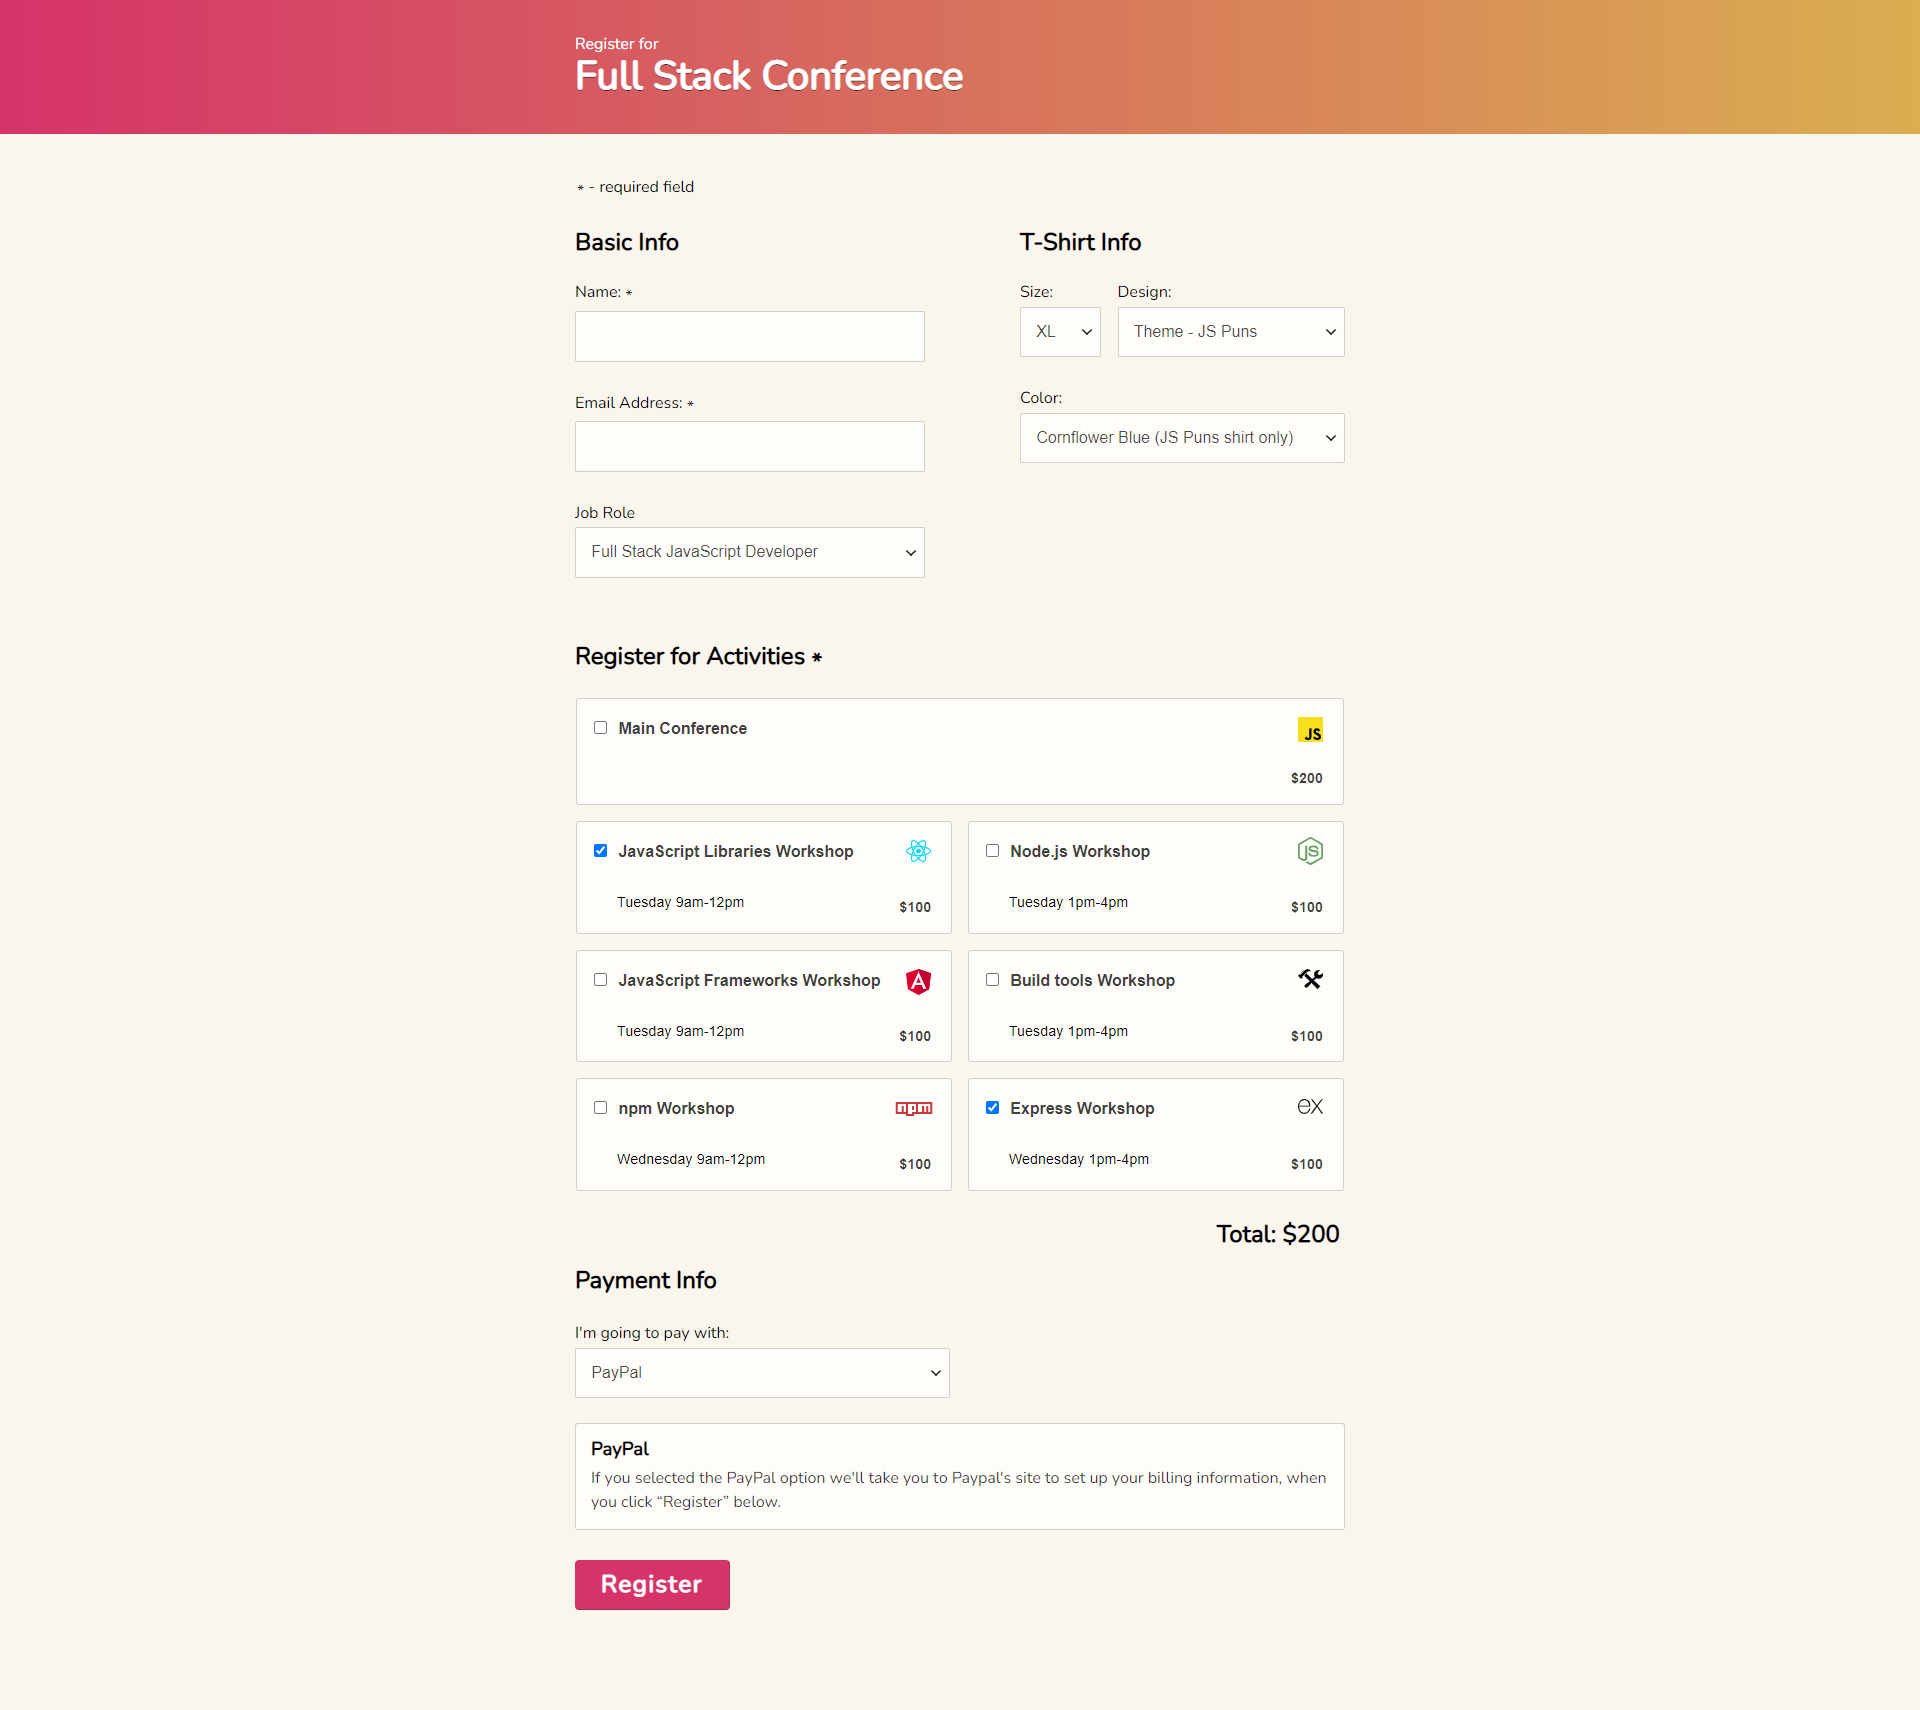 Register for
Full Stack Conference
* - required field
Basic Info
Name: *
Email Address: *
Job Role
Full Stack JavaScript Developer
T-Shirt Info
Size:
Design:
XL
Theme - JS Puns
Color:
Cornflower Blue (JS Puns shirt only)
Register for Activities *
Main Conference
JS
$200
JavaScript Libraries Workshop
Tuesday 9am-12pm
$100
Node.js Workshop
JS
Tuesday 1pm-4pm
$100
JavaScript Frameworks Workshop
A
Tuesday 9am-12pm
$100
Build tools Workshop
Tuesday 1pm-4pm
$100
npm Workshop
npm
Wednesday 9am-12pm
$100
Express Workshop
ex
Wednesday 1pm-4pm
$100
Total: $200
Payment Info
I'm going to pay with:
PayPal
PayPal
If you selected the PayPal option we'll take you to Paypal's site to set up your billing information, when
you click “Register” below.
Register